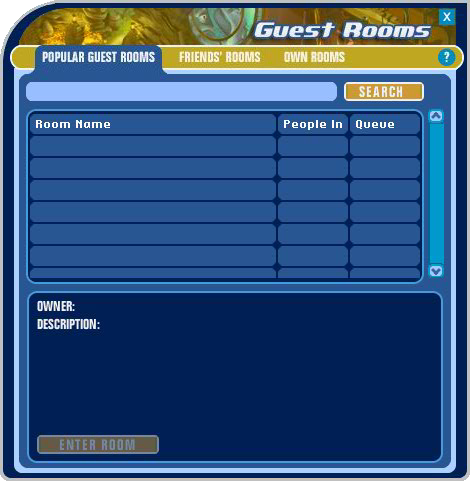 Guest Rooms X
POPULAR GUEST ROOMS FRIENDS' ROOMS OWN ROOMS ?
SEARCH
Room Name People In Queue
OWNER:
DESCRIPTION:
ENTER ROOM